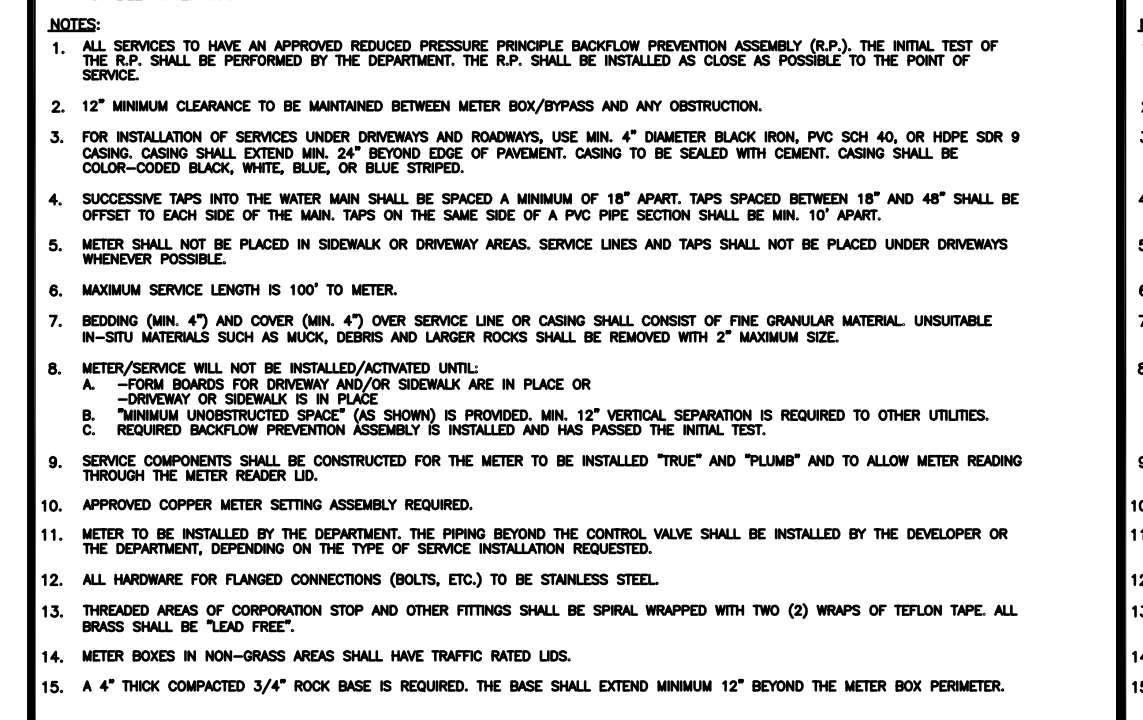 NOTES:
1. ALL SERVICES TO HAVE AN APPROVED REDUCED PRESSURE PRINCIPLE BACKFLOW PREVENTION ASSEMBLY (R.P.). THE INITIAL TEST OF
THE R.P. SHALL BE PERFORMED BY THE DEPARTMENT. THE R.P. SHALL BE INSTALLED AS CLOSE AS POSSIBLE TO THE POINT OF
SERVICE.
2. 12" MINIMUM CLEARANCE TO BE MAINTAINED BETWEEN METER BOX/BYPASS AND ANY OBSTRUCTION.
3. FOR INSTALLATION OF SERVICES UNDER DRIVEWAYS AND ROADWAYS, USE MIN. 4" DIAMETER BLACK IRON, PVC SCH 40, OR HDPE SDR 9
CASING. CASING SHALL EXTEND MIN. 24" BEYOND EDGE OF PAVEMENT. CASING TO BE SEALED WITH CEMENT. CASING SHALL BE
COLOR-CODED BLACK, WHITE, BLUE, OR BLUE STRIPED.
4. SUCCESSIVE TAPS INTO THE WATER MAIN SHALL BE SPACED A MINIMUM OF 18" APART. TAPS SPACED BETWEEN 18" AND 48" SHALL BE
OFFSET TO EACH SIDE OF THE MAIN. TAPS ON THE SAME SIDE OF A PVC PIPE SECTION SHALL BE MIN. 10' APART.
5. METER SHALL NOT BE PLACED IN SIDEWALK OR DRIVEWAY AREAS. SERVICE LINES AND TAPS SHALL NOT BE PLACED UNDER DRIVEWAYS
WHENEVER POSSIBLE.
6. MAXIMUM SERVICE LENGTH IS 100' TO METER.
7. BEDDING (MIN. 4") AND COVER (MIN. 4") OVER SERVICE LINE OR CASING SHALL CONSIST OF FINE GRANULAR MATERIAL. UNSUITABLE
IN-SITU MATERIALS SUCH AS MUCK, DEBRIS AND LARGER ROCKS SHALL BE REMOVED WITH 2" MAXIMUM SIZE.
8. METER/SERVICE WILL NOT BE INSTALLED/ACTIVATED UNTIL:
A. -FORM BOARDS FOR DRIVEWAY AND/OR SIDEWALK ARE IN PLACE OR
-DRIVEWAY OR SIDEWALK IS IN PLACE
B. "MINIMUM UNOBSTRUCTED SPACE" (AS SHOWN) IS PROVIDED. MIN. 12" VERTICAL SEPARATION IS REQUIRED TO OTHER UTILITIES.
C. REQUIRED BACKFLOW PREVENTION ASSEMBLY IS INSTALLED AND HAS PASSED THE INITIAL TEST.
9. SERVICE COMPONENTS SHALL BE CONSTRUCTED FOR THE METER TO BE INSTALLED "TRUE" AND "PLUMB" AND TO ALLOW METER READING
THROUGH THE METER READER LID.
10. APPROVED COPPER METER SETTING ASSEMBLY REQUIRED.
11. METER TO BE INSTALLED BY THE DEPARTMENT. THE PIPING BEYOND THE CONTROL VALVE SHALL BE INSTALLED BY THE DEVELOPER OR
THE DEPARTMENT, DEPENDING ON THE TYPE OF SERVICE INSTALLATION REQUESTED.
12. ALL HARDWARE FOR FLANGED CONNECTIONS (BOLTS, ETC.) TO BE STAINLESS STEEL.
13. THREADED AREAS OF CORPORATION STOP AND OTHER FITTINGS SHALL BE SPIRAL WRAPPED WITH TWO (2) WRAPS OF TEFLON TAPE. ALL
BRASS SHALL BE "LEAD FREE".
14. METER BOXES IN NON-GRASS AREAS SHALL HAVE TRAFFIC RATED LIDS.
15. A 4" THICK COMPACTED 3/4" ROCK BASE IS REQUIRED. THE BASE SHALL EXTEND MINIMUM 12" BEYOND THE METER BOX PERIMETER.